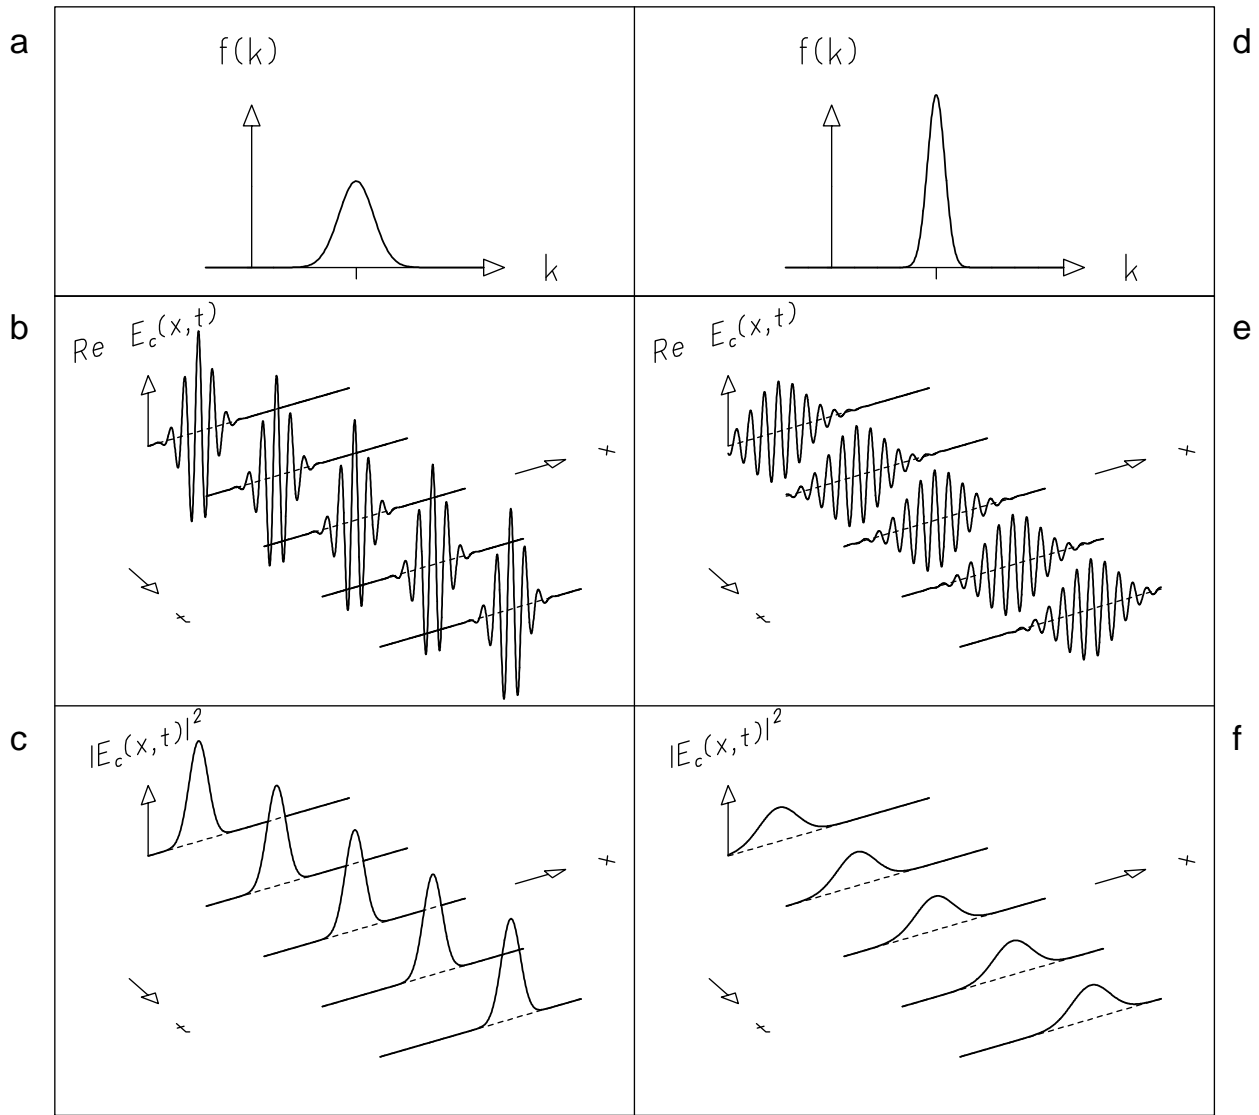 a
f(k)
k
d
f(k)
k
b
Re E_c(x,t)
x
t
e
Re E_c(x,t)
x
t
c
|E_c(x,t)|²
x
t
f
|E_c(x,t)|²
x
t